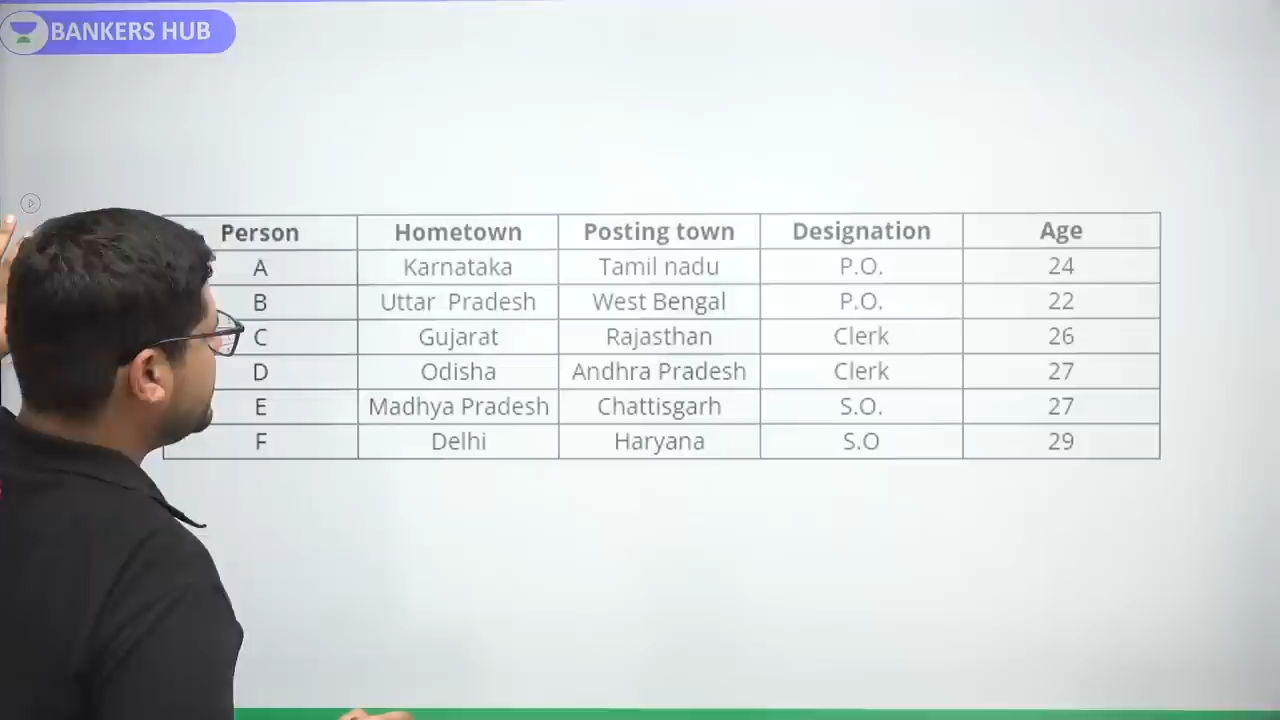 BANKERS HUB
Person Hometown Posting town Designation Age
A Karnataka Tamil nadu P.O. 24
B Uttar Pradesh West Bengal P.O. 22
C Gujarat Rajasthan Clerk 26
D Odisha Andhra Pradesh Clerk 27
E Madhya Pradesh Chattisgarh S.O. 27
F Delhi Haryana S.O 29